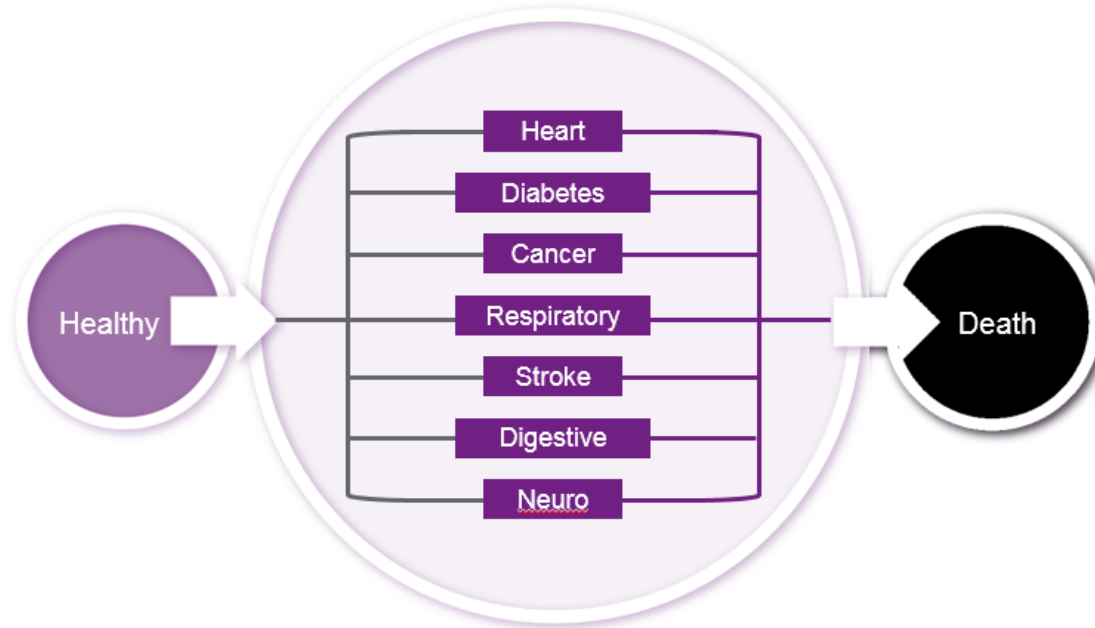 Heart
Diabetes
Cancer
Healthy
Respiratory
Death
Stroke
Digestive
Neuro